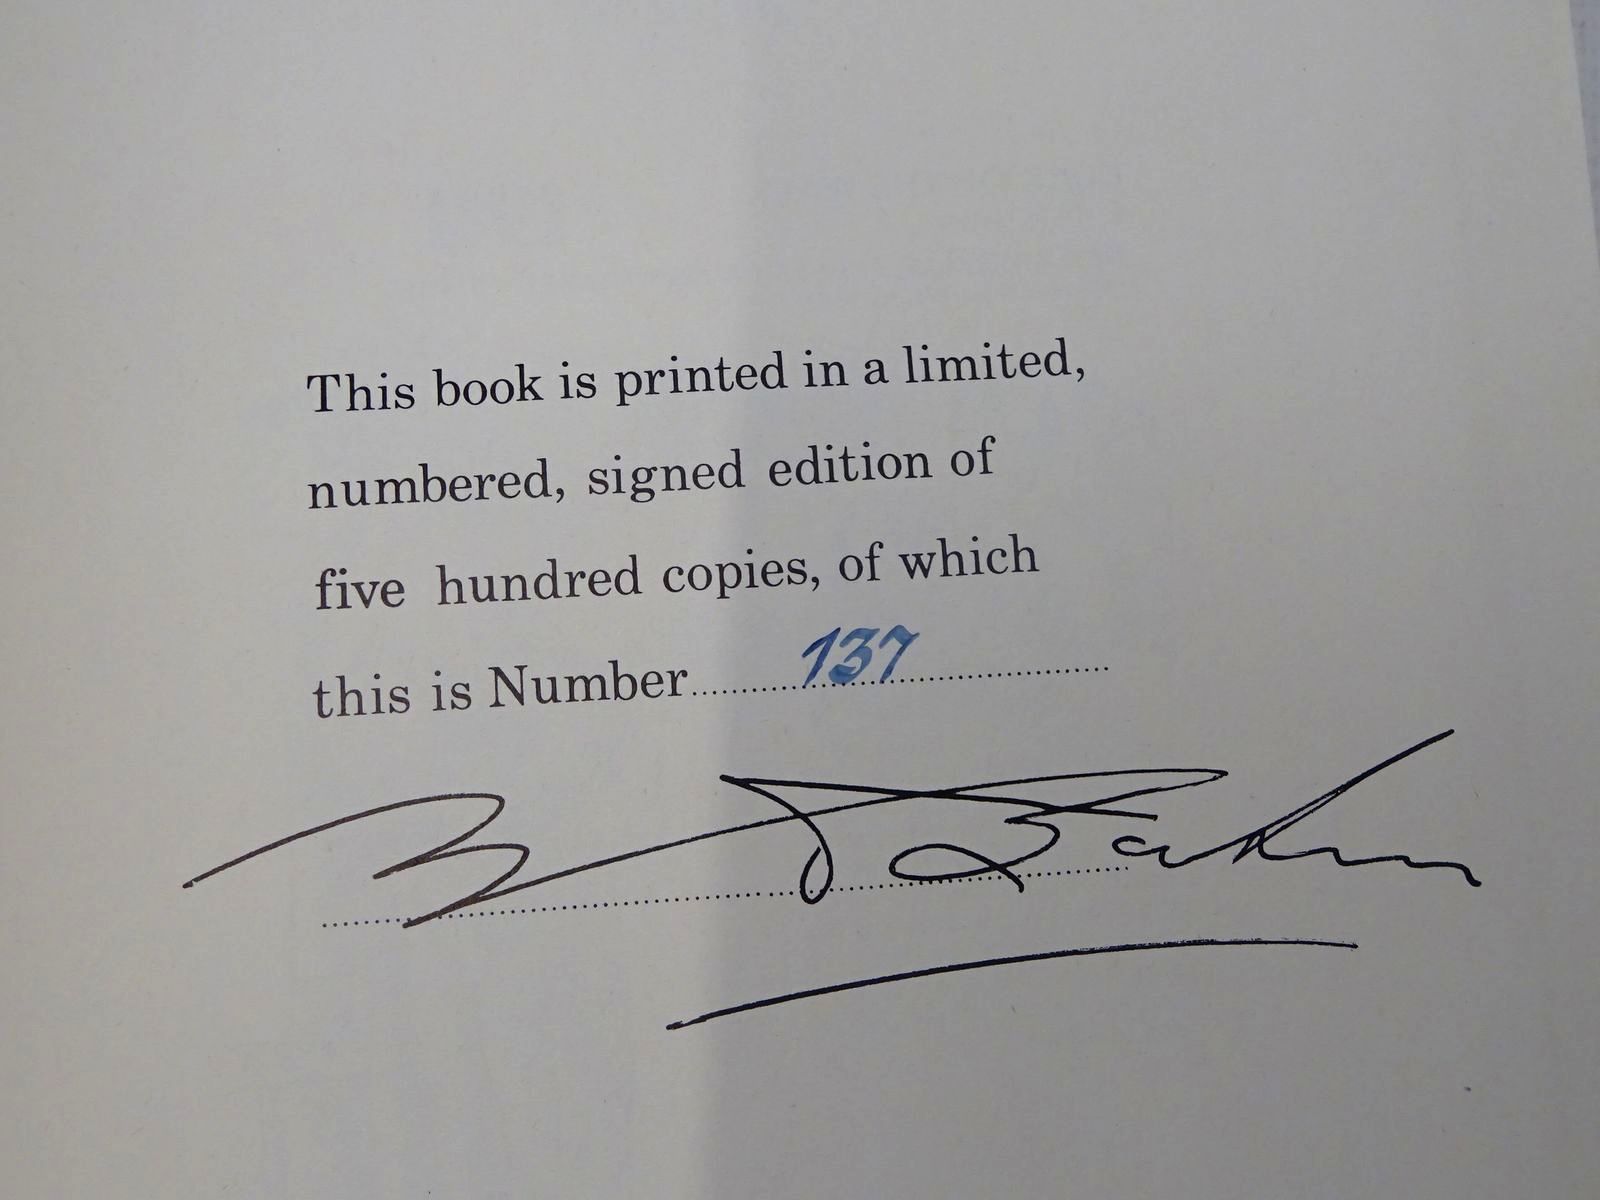 This book is printed in a limited,
numbered, signed edition of
five hundred copies, of which
this is Number 137